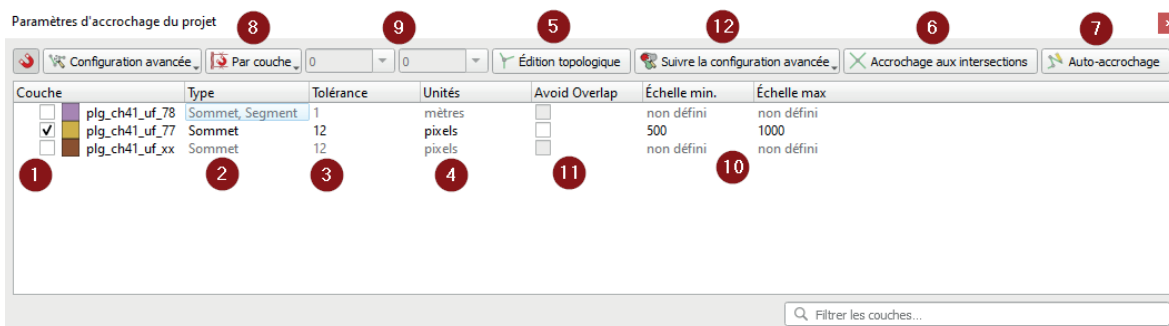 Paramètres d'accrochage du projet
8 9 5 12 6 7
Configuration avancée Par couche 0 0 Édition topologique Suivre la configuration avancée Accrochage aux intersections Auto-accrochage
Couche Type Tolérance Unités Avoid Overlap Échelle min. Échelle max
plg_ch41_uf_78 Sommet, Segment 1 mètres non défini non défini
plg_ch41_uf_77 Sommet 12 pixels 500 1000
plg_ch41_uf_xx Sommet 12 pixels non défini non défini
1 2 3 4 11 10
Filtrer les couches...